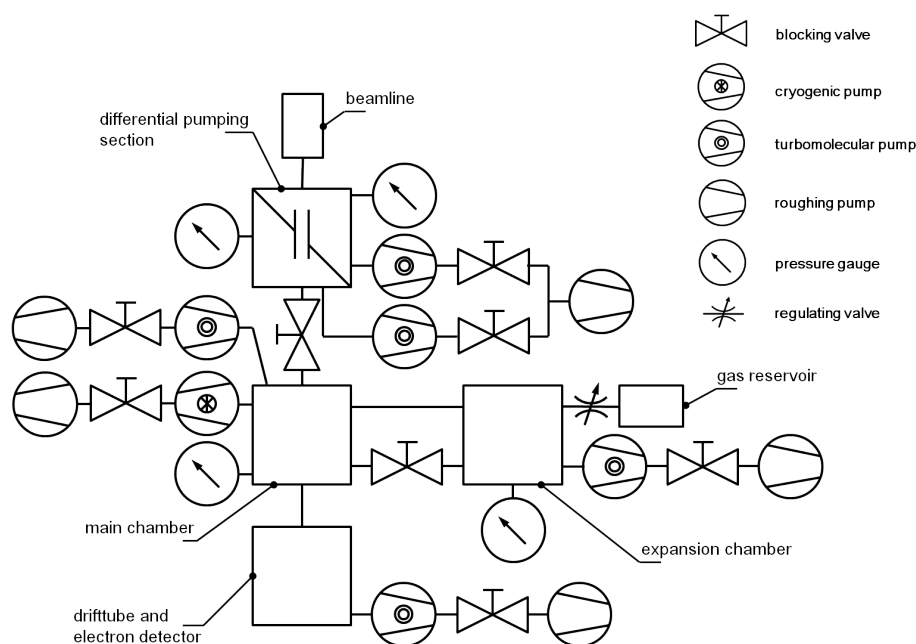 blocking valve
cryogenic pump
turbomolecular pump
roughing pump
pressure gauge
regulating valve
beamline
differential pumping
section
gas reservoir
main chamber
expansion chamber
drifttube and
electron detector